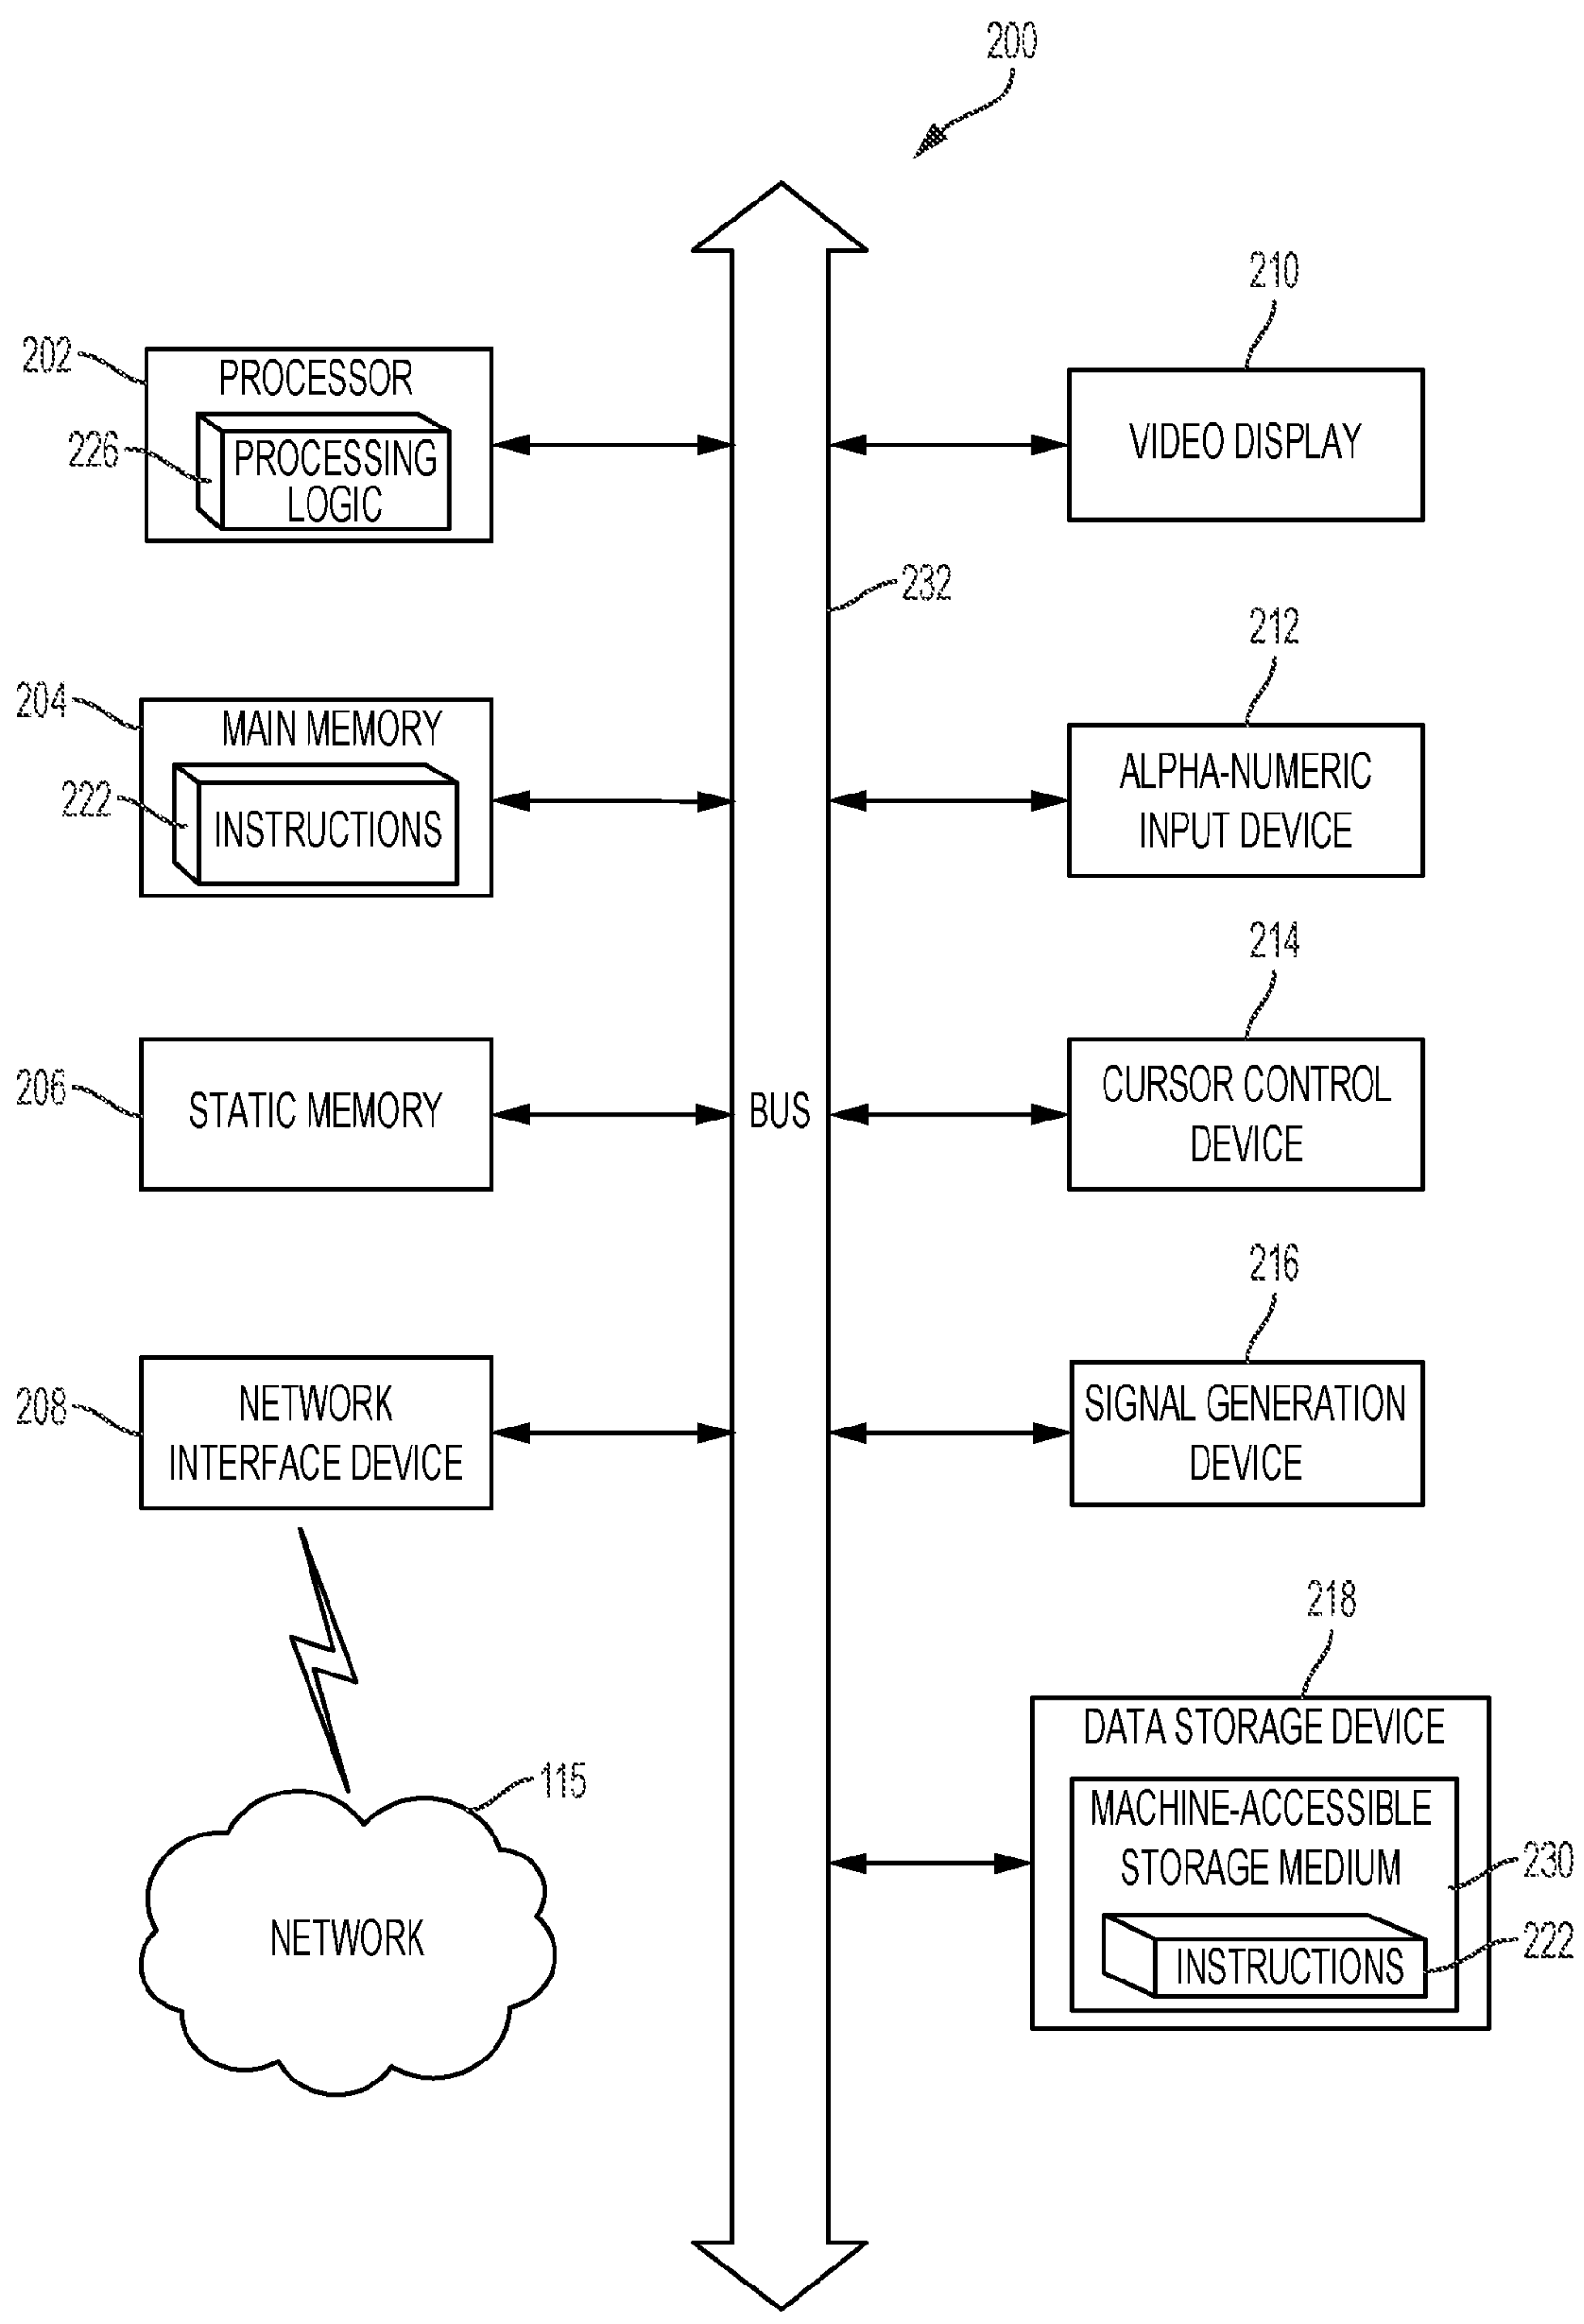 200
202
PROCESSOR
226
PROCESSING
LOGIC
210
VIDEO DISPLAY
232
204
MAIN MEMORY
222
INSTRUCTIONS
212
ALPHA-NUMERIC
INPUT DEVICE
206
STATIC MEMORY
BUS
214
CURSOR CONTROL
DEVICE
208
NETWORK
INTERFACE DEVICE
216
SIGNAL GENERATION
DEVICE
115
NETWORK
218
DATA STORAGE DEVICE
MACHINE-ACCESSIBLE
STORAGE MEDIUM
230
INSTRUCTIONS
222